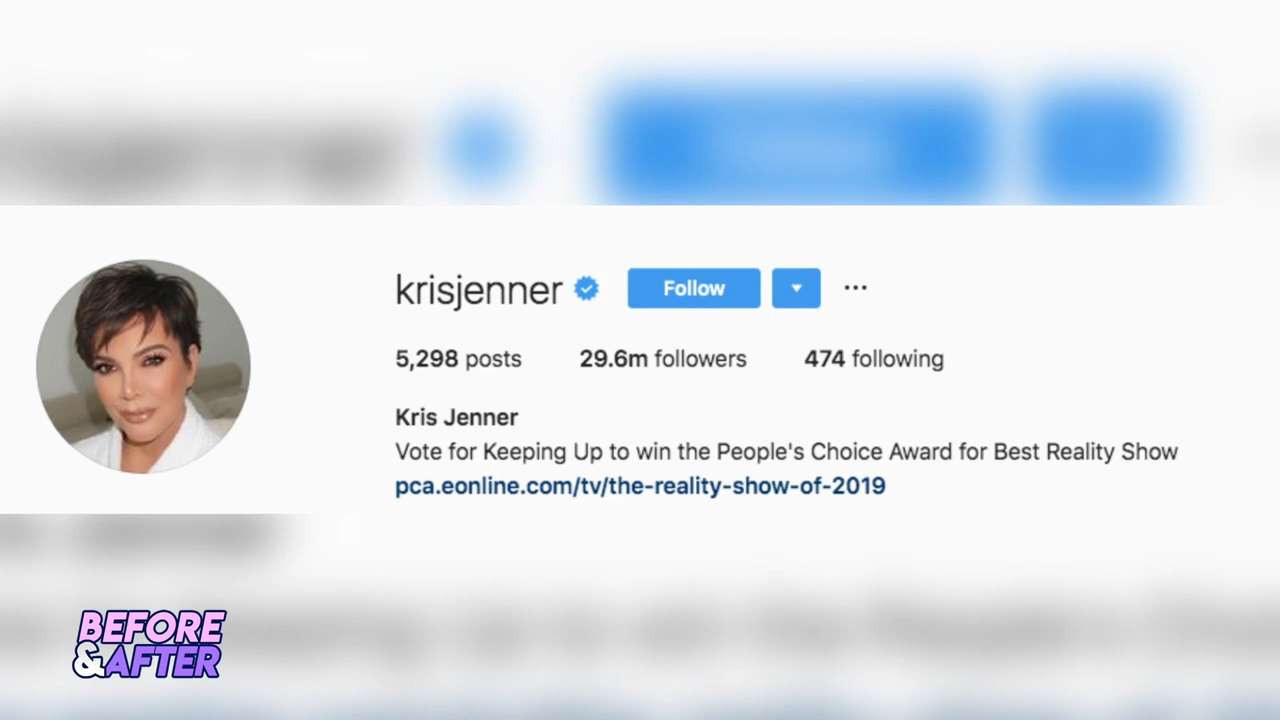 krisjenner Follow
5,298 posts 29.6m followers 474 following
Kris Jenner
Vote for Keeping Up to win the People's Choice Award for Best Reality Show
pca.eonline.com/tv/the-reality-show-of-2019
BEFORE
&AFTER